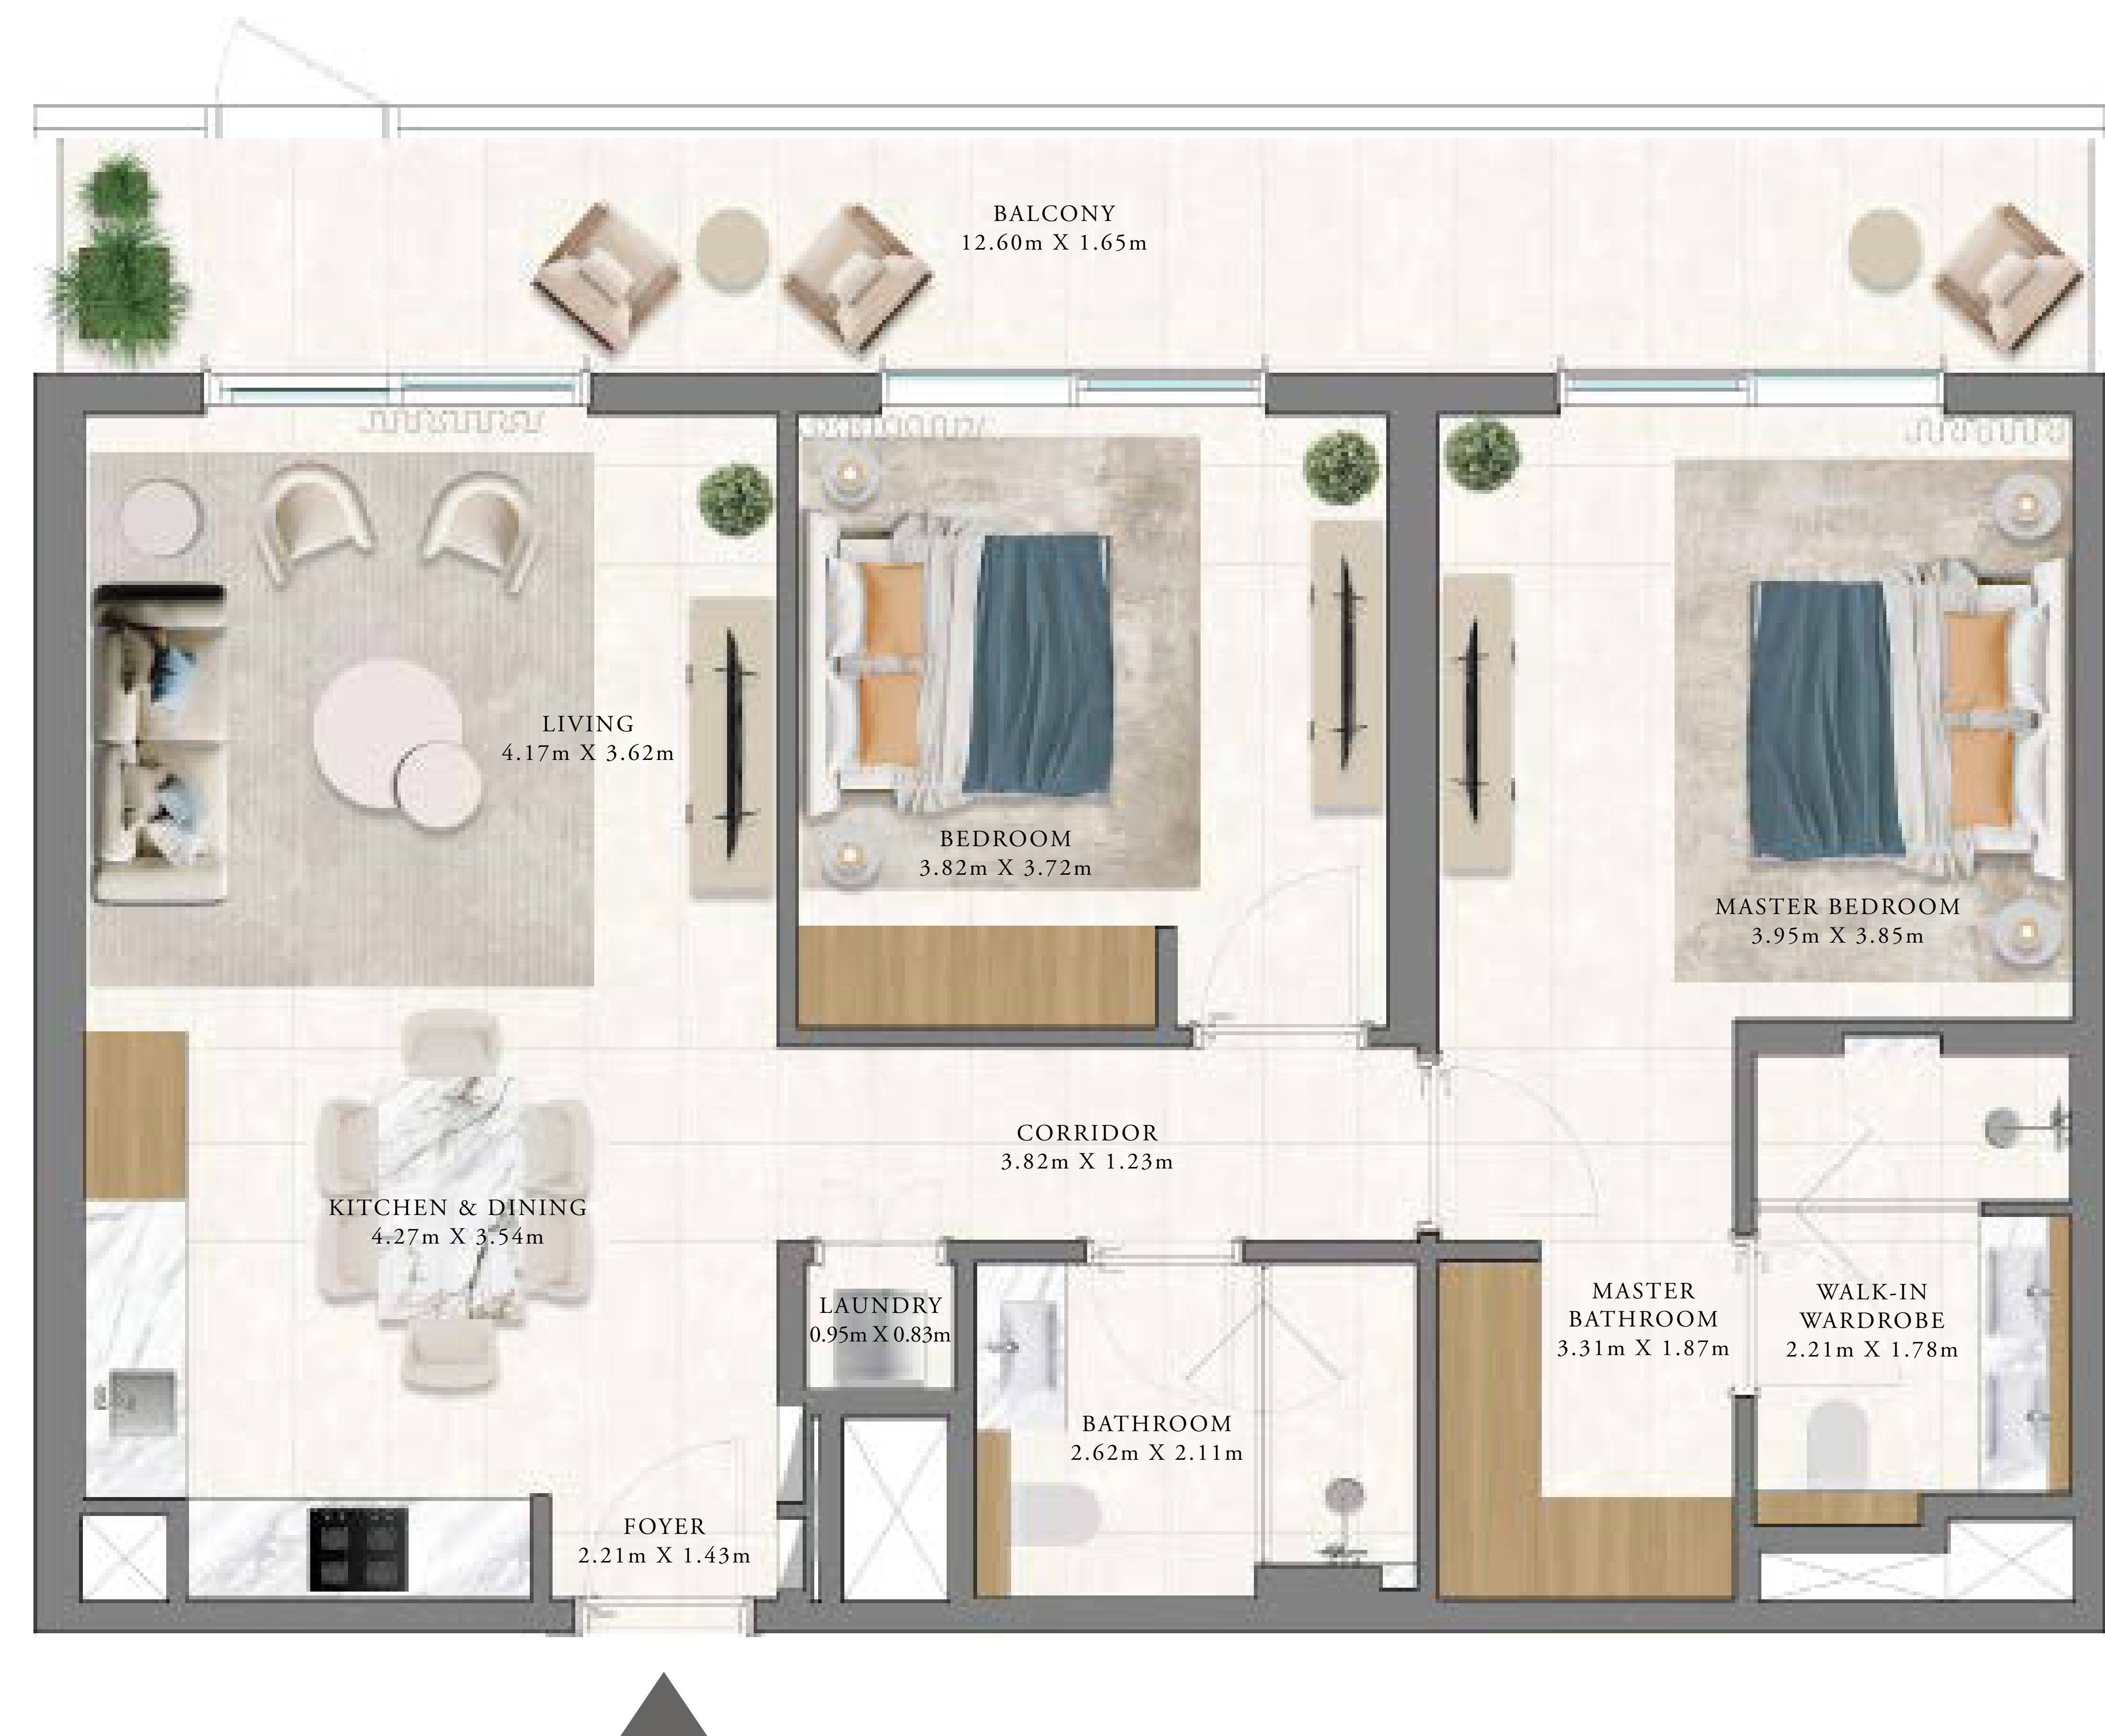 BALCONY
12.60m X 1.65m
LIVING
4.17m X 3.62m
BEDROOM
3.82m X 3.72m
MASTER BEDROOM
3.95m X 3.85m
CORRIDOR
3.82m X 1.23m
KITCHEN & DINING
4.27m X 3.54m
LAUNDRY
0.95m X 0.83m
MASTER
BATHROOM
3.31m X 1.87m
WALK-IN
WARDROBE
2.21m X 1.78m
BATHROOM
2.62m X 2.11m
FOYER
2.21m X 1.43m